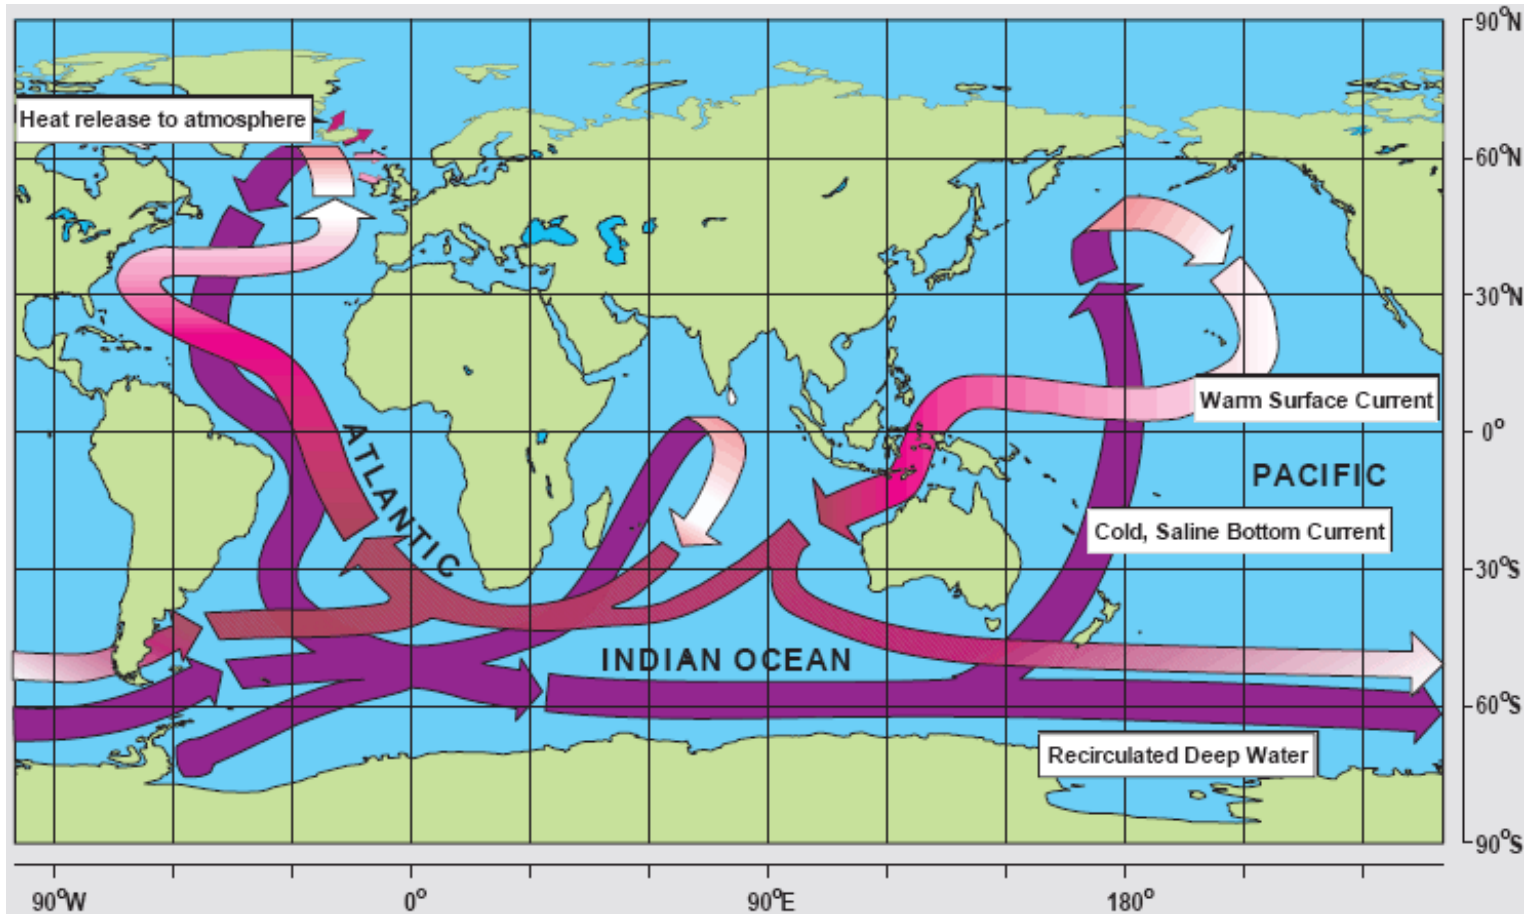 90°N
Heat release to atmosphere
60°N
30°N
Warm Surface Current
0°
ATLANTIC
PACIFIC
Cold, Saline Bottom Current
30°S
INDIAN OCEAN
60°S
Recirculated Deep Water
90°S
90°W
0°
90°E
180°